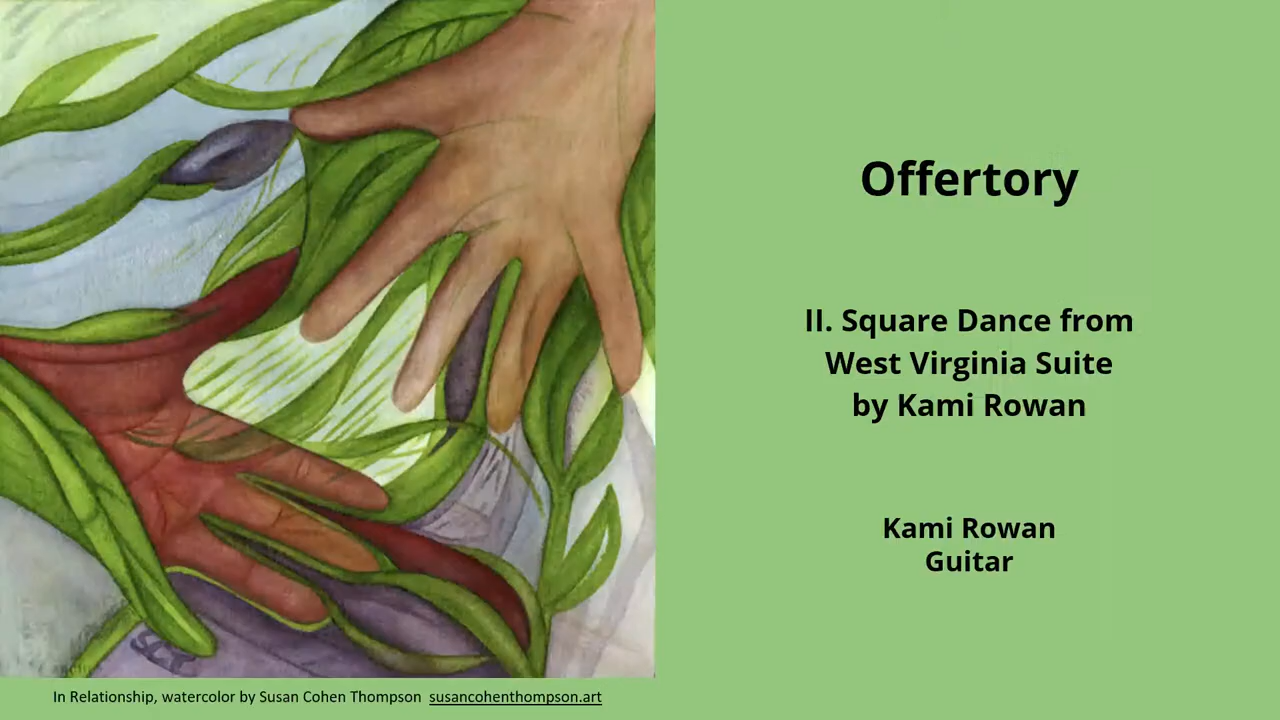 Offertory
II. Square Dance from
West Virginia Suite
by Kami Rowan
Kami Rowan
Guitar
In Relationship, watercolor by Susan Cohen Thompson susancohenthompson.art